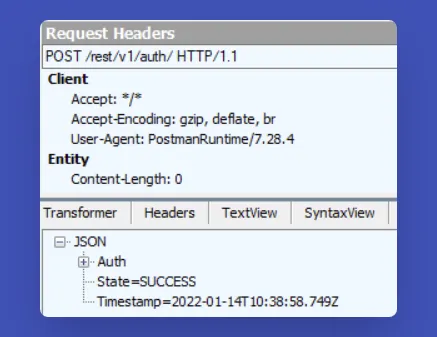 Request Headers
POST /rest/v1/auth/ HTTP/1.1
Client
Accept: */*
Accept-Encoding: gzip, deflate, br
User-Agent: PostmanRuntime/7.28.4
Entity
Content-Length: 0
Transformer Headers TextView SyntaxView
JSON
Auth
State=SUCCESS
Timestamp=2022-01-14T10:38:58.749Z